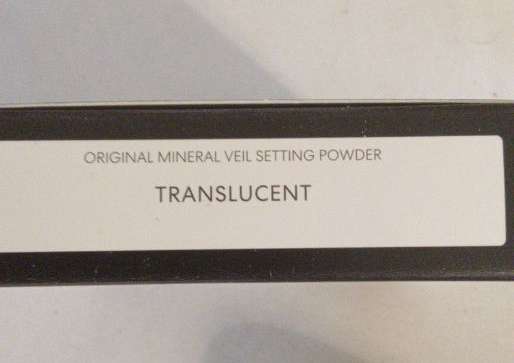 ORIGINAL MINERAL VEIL SETTING POWDER
TRANSLUCENT